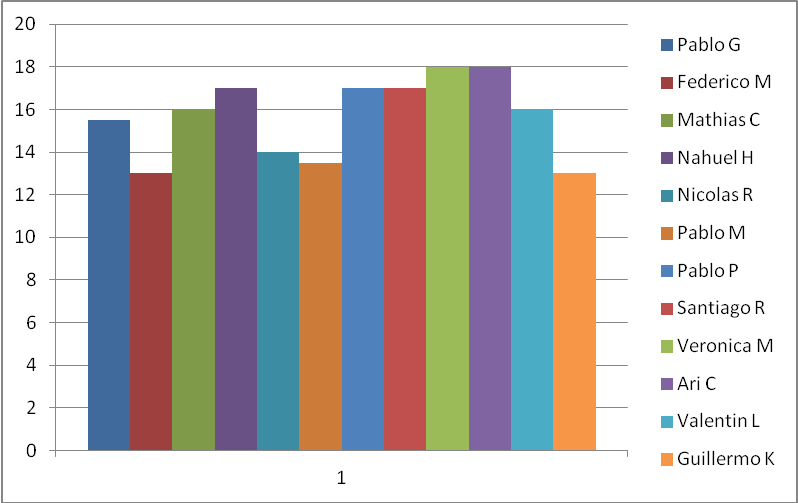 20
18
16
14
12
10
8
6
4
2
0
1
Pablo G
Federico M
Mathias C
Nahuel H
Nicolas R
Pablo M
Pablo P
Santiago R
Veronica M
Ari C
Valentin L
Guillermo K